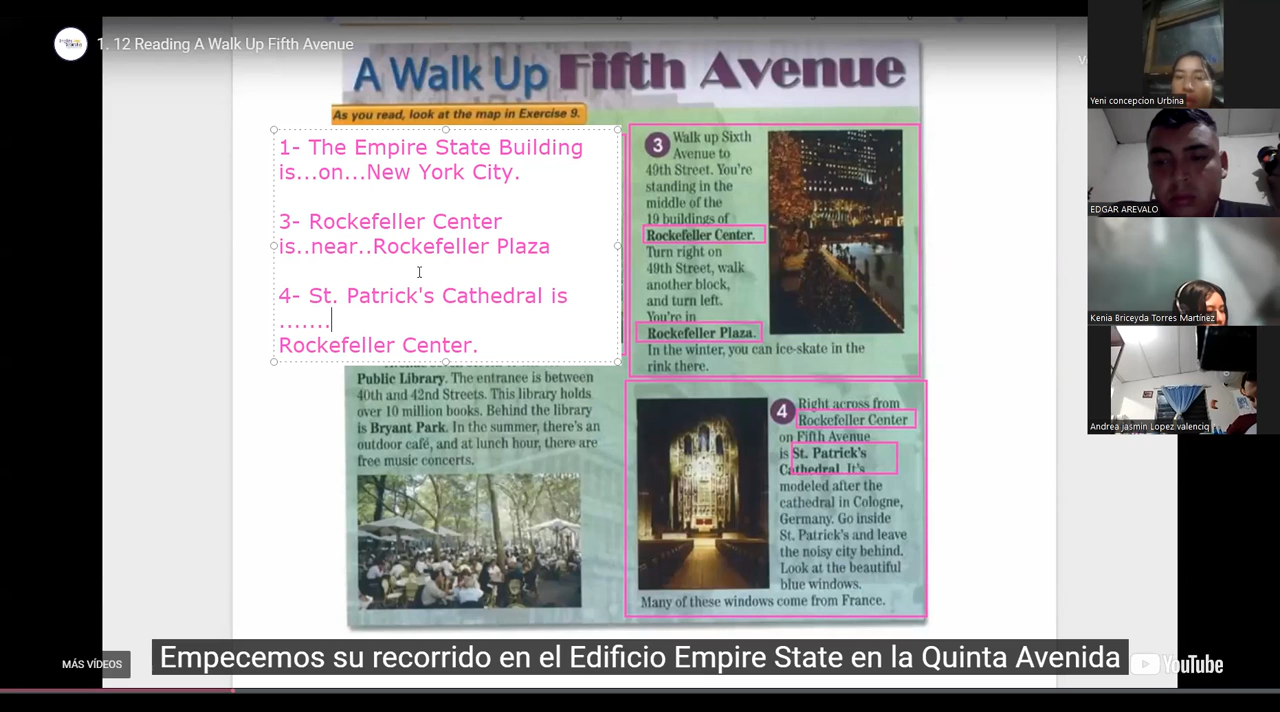 1. 12 Reading A Walk Up Fifth Avenue
A Walk Up Fifth Avenue
As you read, look at the map in Exercise 9.
1- The Empire State Building
is...on...New York City.
3- Rockefeller Center
is..near..Rockefeller Plaza
4- St. Patrick's Cathedral is
.......
Rockefeller Center.
Public Library. The entrance is between
40th and 42nd Streets. This library holds
over 10 million books. Behind the library
is Bryant Park. In the summer, there's an
outdoor café, and at lunch hour, there are
free music concerts.
3 Walk up Sixth
Avenue to
49th Street. You're
standing in the
middle of the
19 buildings of
Rockefeller Center.
Turn right on
49th Street, walk
another block,
and turn left.
You're in
Rockefeller Plaza.
In the winter, you can ice-skate in the
rink there.
4 Right across from
Rockefeller Center
on Fifth Avenue
is St. Patrick's
Cathedral. It's
modeled after the
cathedral in Cologne,
Germany. Go inside
St. Patrick's and leave
the noisy city behind.
Look at the beautiful
blue windows.
Many of these windows come from France.
Yeni concepcion Urbina
EDGAR AREVALO
Kenia Briceyda Torres Martínez
Andrea jasmin Lopez valenciq
MÁS VÍDEOS
Empecemos su recorrido en el Edificio Empire State en la Quinta Avenida
YouTube